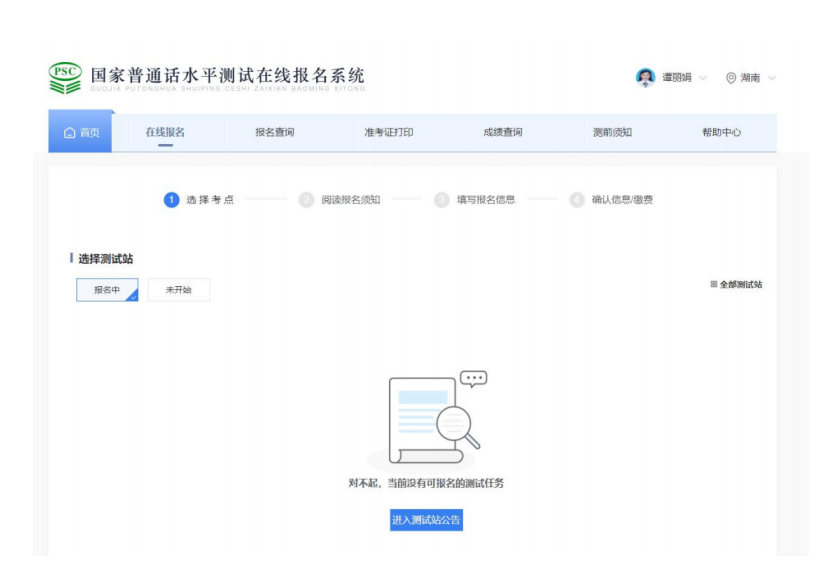 PSC 国家普通话水平测试在线报名系统 谭丽娟 湖南
GUOJIA PUTONGHUA SHUIPING CESHI ZAIXIAN BAOMING XITONG
首页 在线报名 报名查询 准考证打印 成绩查询 测前须知 帮助中心
1 选择考点 2 阅读报名须知 3 填写报名信息 4 确认信息/缴费
选择测试站
报名中 未开始 全部测试站
对不起，当前没有可报名的测试任务
进入测试站公告